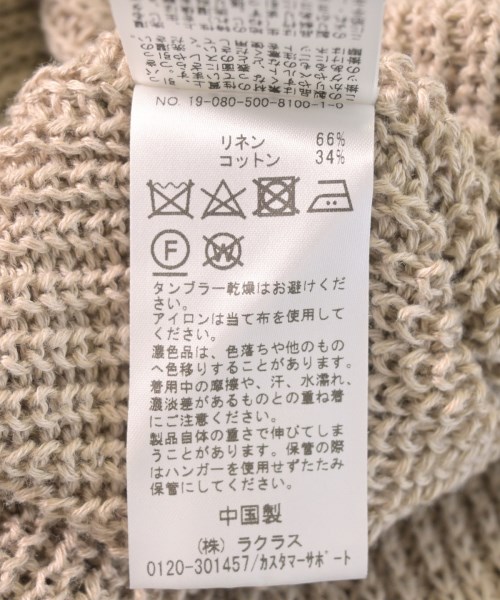 NO. 19-080-500-8100-1-0
リネン 66%
コットン 34%
F
W
タンブラー乾燥はお避けくだ
さい。
アイロンは当て布を使用して
ください。
濃色品は、色落ちや他のもの
へ色移りすることがあります。
着用中の摩擦や、汗、水濡れ、
濃淡差があるものとの重ね着
にご注意ください。
製品自体の重さで伸びてしま
うことがあります。保管の際
はハンガーを使用せずたたみ
保管にしてください。
中国製
(株) ラクラス
0120-301457/カスタマーサポート